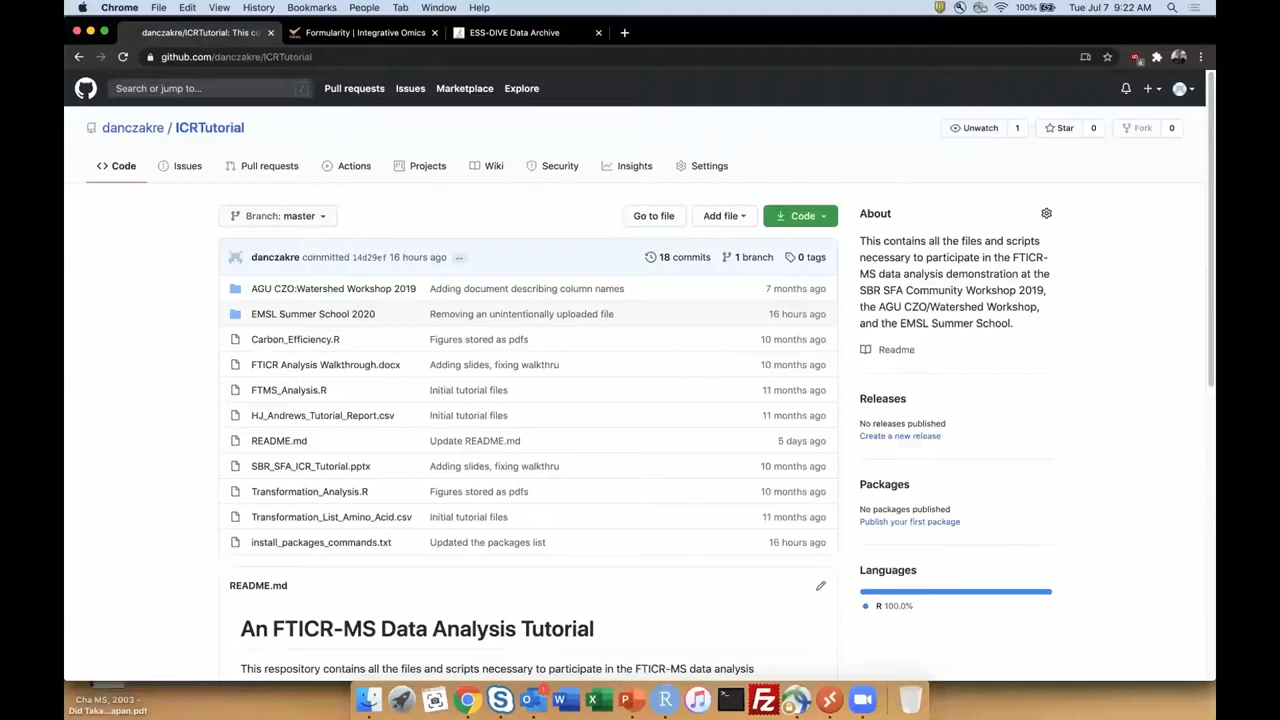 Chrome File Edit View History Bookmarks People Tab Window Help 100% Tue Jul 7 9:22 AM
danczakre/ICRTutorial: This co × Formularity | Integrative Omics × ESS-DIVE Data Archive × +
github.com/danczakre/ICRTutorial
Search or jump to... / Pull requests Issues Marketplace Explore
danczakre / ICRTutorial Unwatch 1 Star 0 Fork 0
Code Issues Pull requests Actions Projects Wiki Security Insights Settings
Branch: master Go to file Add file Code
About
This contains all the files and scripts
necessary to participate in the FTICR-
MS data analysis demonstration at the
SBR SFA Community Workshop 2019,
the AGU CZO/Watershed Workshop,
and the EMSL Summer School.
Readme
danczakre committed 14d29ef 16 hours ago ... 18 commits 1 branch 0 tags
AGU CZO:Watershed Workshop 2019 Adding document describing column names 7 months ago
EMSL Summer School 2020 Removing an unintentionally uploaded file 16 hours ago
Carbon_Efficiency.R Figures stored as pdfs 10 months ago
FTICR Analysis Walkthrough.docx Adding slides, fixing walkthru 10 months ago
FTMS_Analysis.R Initial tutorial files 11 months ago
HJ_Andrews_Tutorial_Report.csv Initial tutorial files 11 months ago
README.md Update README.md 5 days ago
SBR_SFA_ICR_Tutorial.pptx Adding slides, fixing walkthru 10 months ago
Transformation_Analysis.R Figures stored as pdfs 10 months ago
Transformation_List_Amino_Acid.csv Initial tutorial files 11 months ago
install_packages_commands.txt Updated the packages list 16 hours ago
Releases
No releases published
Create a new release
Packages
No packages published
Publish your first package
Languages
R 100.0%
README.md
An FTICR-MS Data Analysis Tutorial
This respository contains all the files and scripts necessary to participate in the FTICR-MS data analysis
Cha MS, 2003 -
Did Taka...apan.pdf